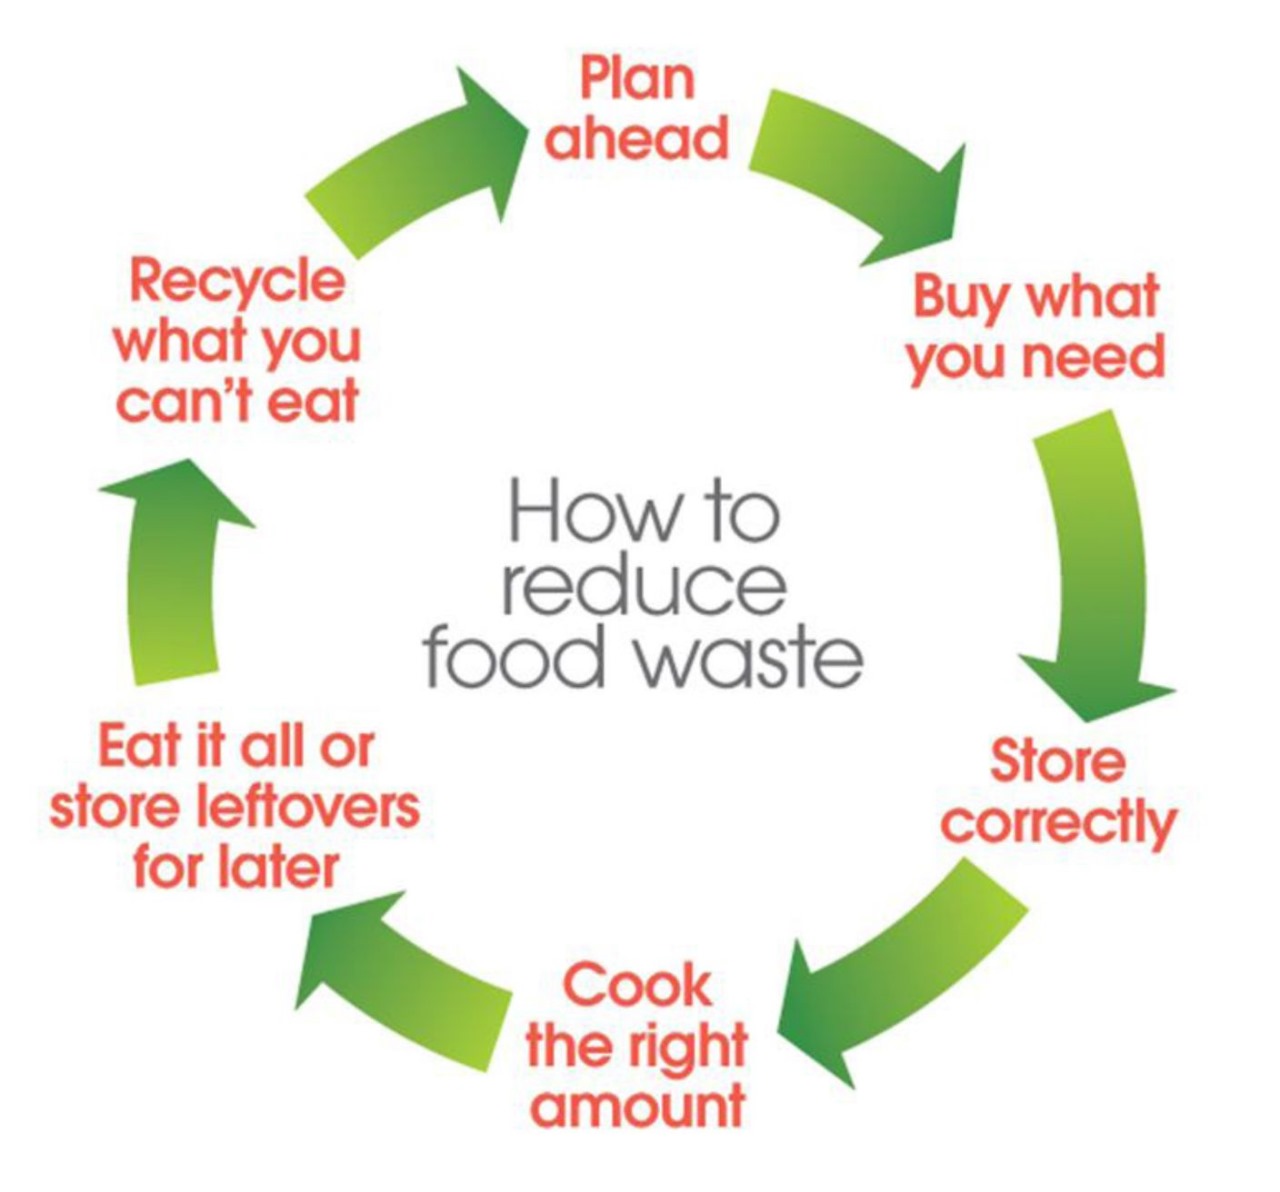 Plan
ahead
Buy what
you need
Store
correctly
Cook
the right
amount
Eat it all or
store leftovers
for later
Recycle
what you
can't eat
How to
reduce
food waste